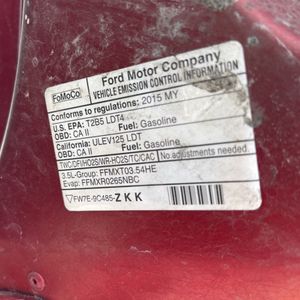 FoMoCo
Ford Motor Company
VEHICLE EMISSION CONTROL INFORMATION
Conforms to regulations: 2015 MY
U.S. EPA: T2B5 LDT4 Fuel: Gasoline
OBD: CA II
California: ULEV125 LDT Fuel: Gasoline
OBD: CA II
TWC/DFI/HO2S/WR-HO2S/TC/CAC No adjustments needed.
3.5L-Group: FFMXT03.54HE
Evap: FFMXR0265NBC
FW7E-9C485-ZKK